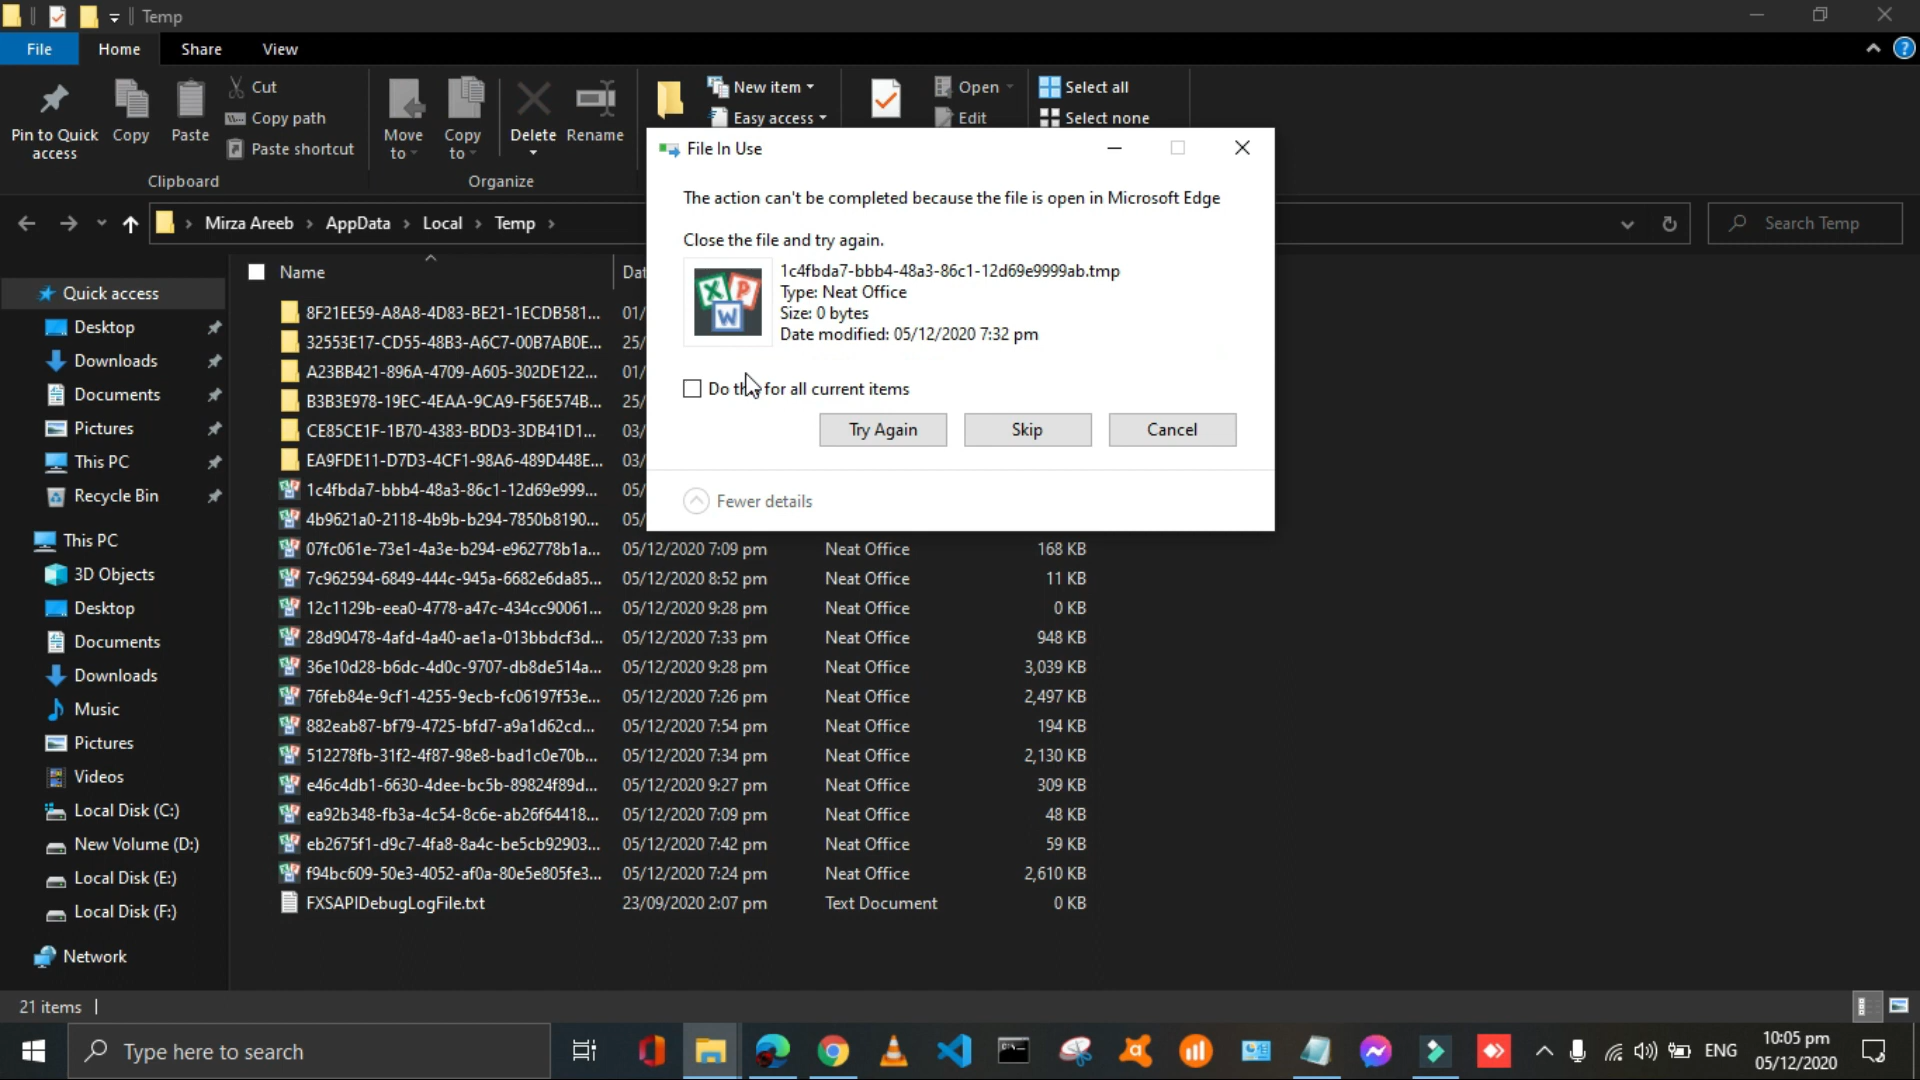 Temp
File Home Share View
Pin to Quick access
Copy
Paste
Cut
Copy path
Paste shortcut
Clipboard
Move to
Copy to
Delete
Rename
Organize
New item
Easy access
Open
Edit
Select all
Select none
Mirza Areeb > AppData > Local > Temp >
Search Temp
File In Use
The action can't be completed because the file is open in Microsoft Edge
Close the file and try again.
1c4fbda7-bbb4-48a3-86c1-12d69e9999ab.tmp
Type: Neat Office
Size: 0 bytes
Date modified: 05/12/2020 7:32 pm
for all current items
Try Again Skip Cancel
Fewer details
Quick access
Desktop
Downloads
Documents
Pictures
This PC
Recycle Bin
This PC
3D Objects
Desktop
Documents
Downloads
Music
Pictures
Videos
Local Disk (C:)
New Volume (D:)
Local Disk (E:)
Local Disk (F:)
Network
Name
8F21EE59-A8A8-4D83-BE21-1ECDB581... 01/
32553E17-CD55-48B3-A6C7-00B7AB0E... 25/
A23BB421-896A-4709-A605-302DE122... 01/
B3B3E978-19EC-4EAA-9CA9-F56E574B... 25/
CE85CE1F-1B70-4383-BDD3-3DB41D1... 03/
EA9FDE11-D7D3-4CF1-98A6-489D448E... 03/
1c4fbda7-bbb4-48a3-86c1-12d69e999... 05/
4b9621a0-2118-4b9b-b294-7850b8190... 05/
07fc061e-73e1-4a3e-b294-e962778b1a... 05/12/2020 7:09 pm Neat Office 168 KB
7c962594-6849-444c-945a-6682e6da85... 05/12/2020 8:52 pm Neat Office 11 KB
12c1129b-eea0-4778-a47c-434cc90061... 05/12/2020 9:28 pm Neat Office 0 KB
28d90478-4afd-4a40-ae1a-013bbdcf3d... 05/12/2020 7:33 pm Neat Office 948 KB
36e10d28-b6dc-4d0c-9707-db8de514a... 05/12/2020 9:28 pm Neat Office 3,039 KB
76feb84e-9cf1-4255-9ecb-fc06197f53e... 05/12/2020 7:26 pm Neat Office 2,497 KB
882eab87-bf79-4725-bfd7-a9a1d62cd... 05/12/2020 7:54 pm Neat Office 194 KB
512278fb-31f2-4f87-98e8-bad1c0e70b... 05/12/2020 7:34 pm Neat Office 2,130 KB
e46c4db1-6630-4dee-bc5b-89824f89d... 05/12/2020 9:27 pm Neat Office 309 KB
ea92b348-fb3a-4c54-8c6e-ab26f64418... 05/12/2020 7:09 pm Neat Office 48 KB
eb2675f1-d9c7-4fa8-8a4c-be5cb92903... 05/12/2020 7:42 pm Neat Office 59 KB
f94bc609-50e3-4052-af0a-80e5e805fe3... 05/12/2020 7:24 pm Neat Office 2,610 KB
FXSAPIDebugLogFile.txt 23/09/2020 2:07 pm Text Document 0 KB
21 items
Type here to search
ENG
10:05 pm
05/12/2020